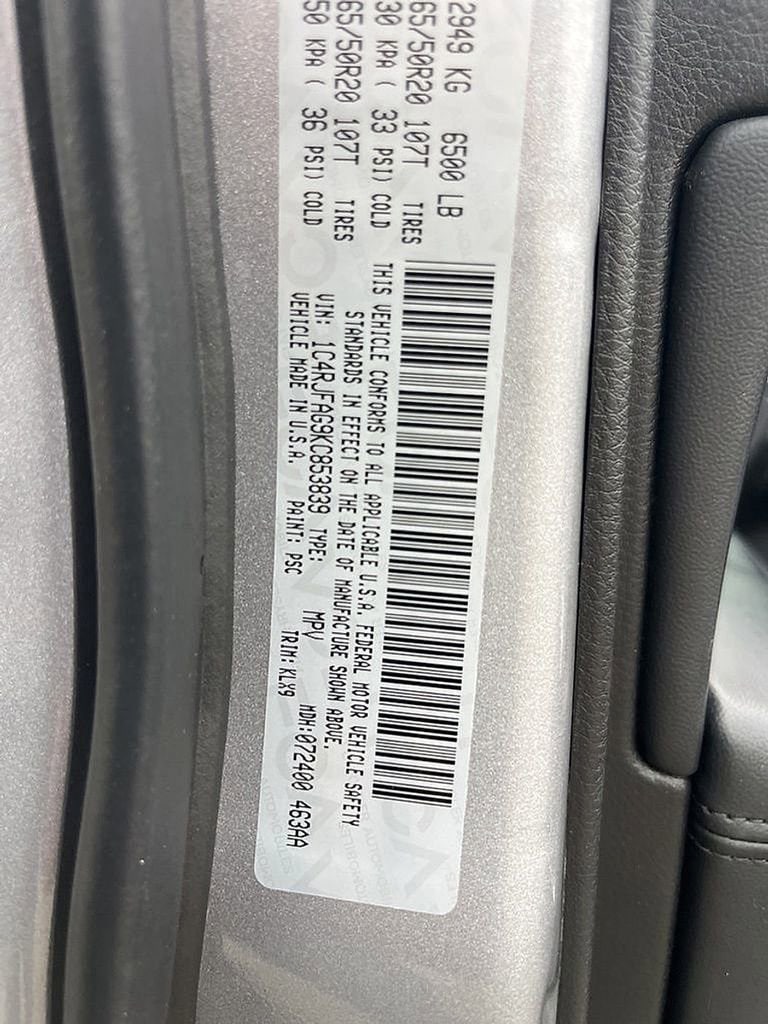 2949 KG 6500 LB
65/50R20 107T TIRES
30 KPA ( 33 PSI) COLD
65/50R20 107T TIRES
50 KPA ( 36 PSI) COLD
THIS VEHICLE CONFORMS TO ALL APPLICABLE U.S.A. FEDERAL MOTOR VEHICLE SAFETY
STANDARDS IN EFFECT ON THE DATE OF MANUFACTURE SHOWN ABOVE.
VIN: 1C4RJFAG9KC853839 TYPE: MPV
VEHICLE MADE IN U.S.A. PAINT: PSC TRIM: KLX9 MDH:072400 463AA